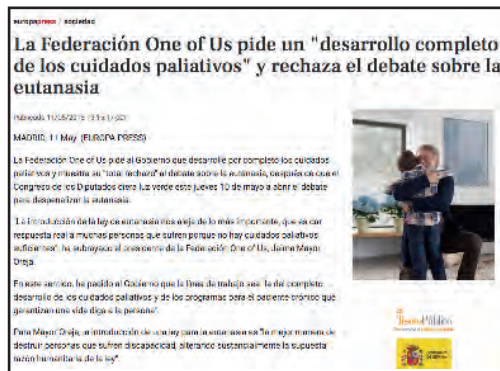 europapress / sociedad
La Federación One of Us pide un "desarrollo completo
de los cuidados paliativos" y rechaza el debate sobre la
eutanasia
MADRID, 11 May. (EUROPA PRESS)
La Federación One of Us pide al Gobierno que desarrolle por completo los cuidados
paliativos y muestra su "total rechazo" al debate sobre la eutanasia, después de que el
Congreso de los Diputados diera luz verde este jueves 10 de mayo a abrir el debate
para despenalizar la eutanasia.
"La introducción de la ley de eutanasia nos aleja de lo más importante, que es dar
respuesta real a muchas personas que sufren porque no hay cuidados paliativos
suficientes", ha subrayado el presidente de la Federación One of Us, Jaime Mayor
Oreja.
En este sentido, ha pedido al Gobierno que la línea de trabajo sea la del completo
desarrollo de los cuidados paliativos y de los programas para el paciente crónico que
garantizan una vida digna a la persona".
Para Mayor Oreja, la introducción de una ley para la eutanasia es "la mejor manera de
destruir personas que sufren discapacidad, alterando sustancialmente la supuesta
razón humanitaria de la ley".
Tesoro Público